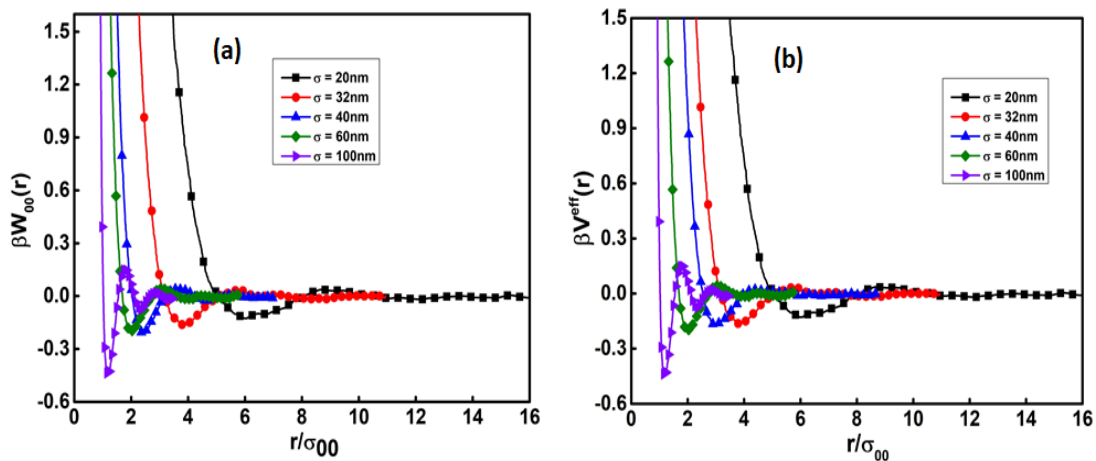 (a)
σ = 20nm
σ = 32nm
σ = 40nm
σ = 60nm
σ = 100nm
βW₀₀(r)
1.5
1.2
0.9
0.6
0.3
0.0
-0.3
-0.6
0 2 4 6 8 10 12 14 16
r/σ₀₀
(b)
σ = 20nm
σ = 32nm
σ = 40nm
σ = 60nm
σ = 100nm
βVᵉᶠᶠ(r)
1.5
1.2
0.9
0.6
0.3
0.0
-0.3
-0.6
0 2 4 6 8 10 12 14 16
r/σ₀₀